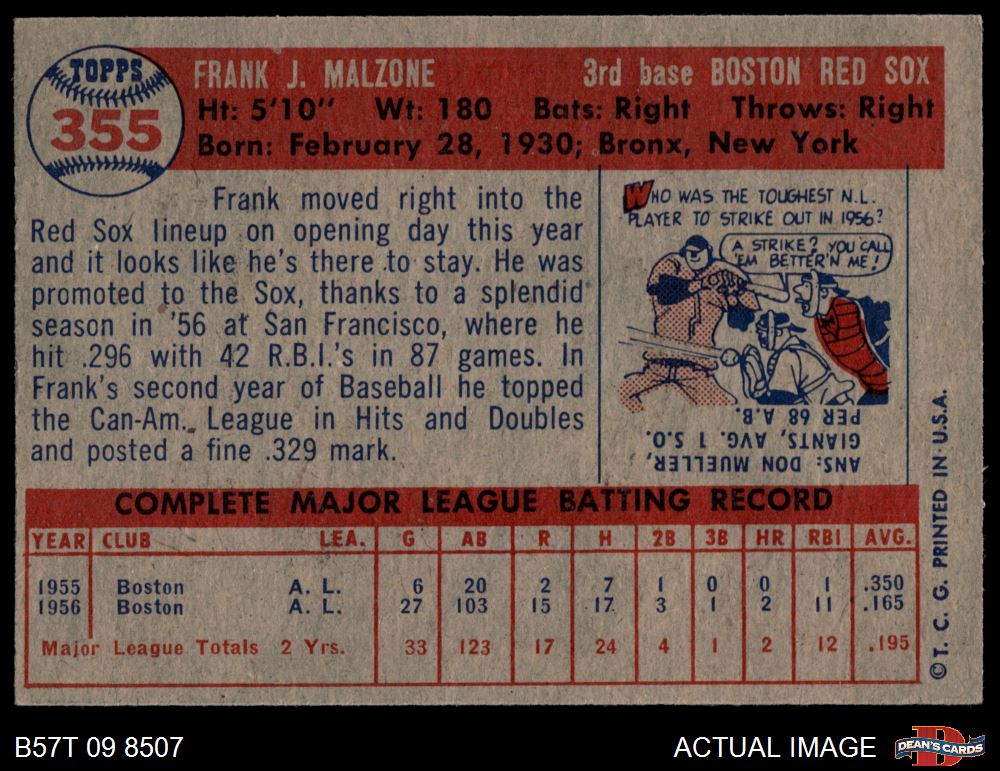 TOPPS
355
FRANK J. MALZONE 3rd base BOSTON RED SOX
Ht: 5'10" Wt: 180 Bats: Right Throws: Right
Born: February 28, 1930; Bronx, New York
Frank moved right into the
Red Sox lineup on opening day this year
and it looks like he's there to stay. He was
promoted to the Sox, thanks to a splendid
season in '56 at San Francisco, where he
hit .296 with 42 R.B.I.'s in 87 games. In
Frank's second year of Baseball he topped
the Can-Am. League in Hits and Doubles
and posted a fine .329 mark.
WHO WAS THE TOUGHEST N.L.
PLAYER TO STRIKE OUT IN 1956?
A STRIKE? YOU CALL
'EM BETTER'N ME!
ANS: DON MUELLER,
GIANTS, AVG. 1 S.O.
PER 68 A.B.
COMPLETE MAJOR LEAGUE BATTING RECORD
YEAR CLUB LEA. G AB R H 2B 3B HR RBI AVG.
1955 Boston A. L. 6 20 2 7 1 0 0 1 .350
1956 Boston A. L. 27 103 15 17 3 1 2 11 .165
Major League Totals 2 Yrs. 33 123 17 24 4 1 2 12 .195
©T. C. G. PRINTED IN U.S.A.
B57T 09 8507
ACTUAL IMAGE
DEAN'S CARDS